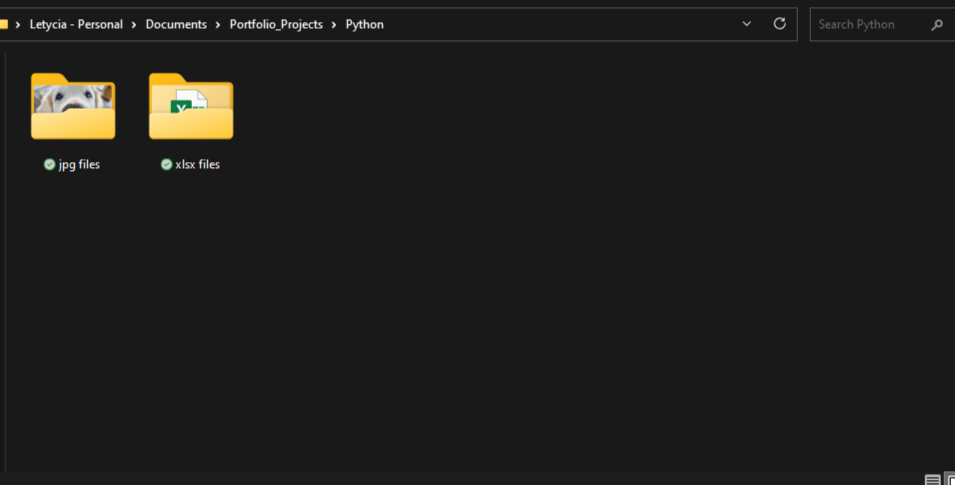 › Letycia - Personal › Documents › Portfolio_Projects › Python
Search Python
jpg files
xlsx files